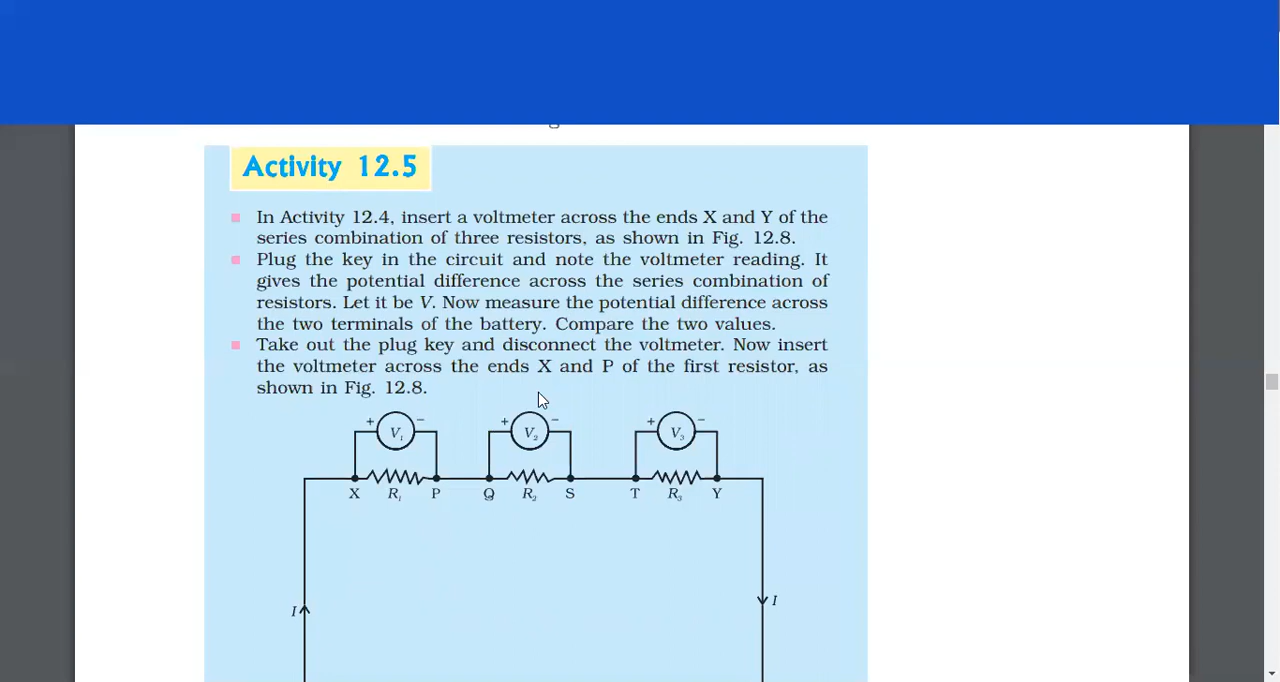 Activity 12.5
In Activity 12.4, insert a voltmeter across the ends X and Y of the
series combination of three resistors, as shown in Fig. 12.8.
Plug the key in the circuit and note the voltmeter reading. It
gives the potential difference across the series combination of
resistors. Let it be V. Now measure the potential difference across
the two terminals of the battery. Compare the two values.
Take out the plug key and disconnect the voltmeter. Now insert
the voltmeter across the ends X and P of the first resistor, as
shown in Fig. 12.8.
+ − + − + −
V₁ V₂ V₃
X R₁ P Q R₂ S T R₃ Y
I I